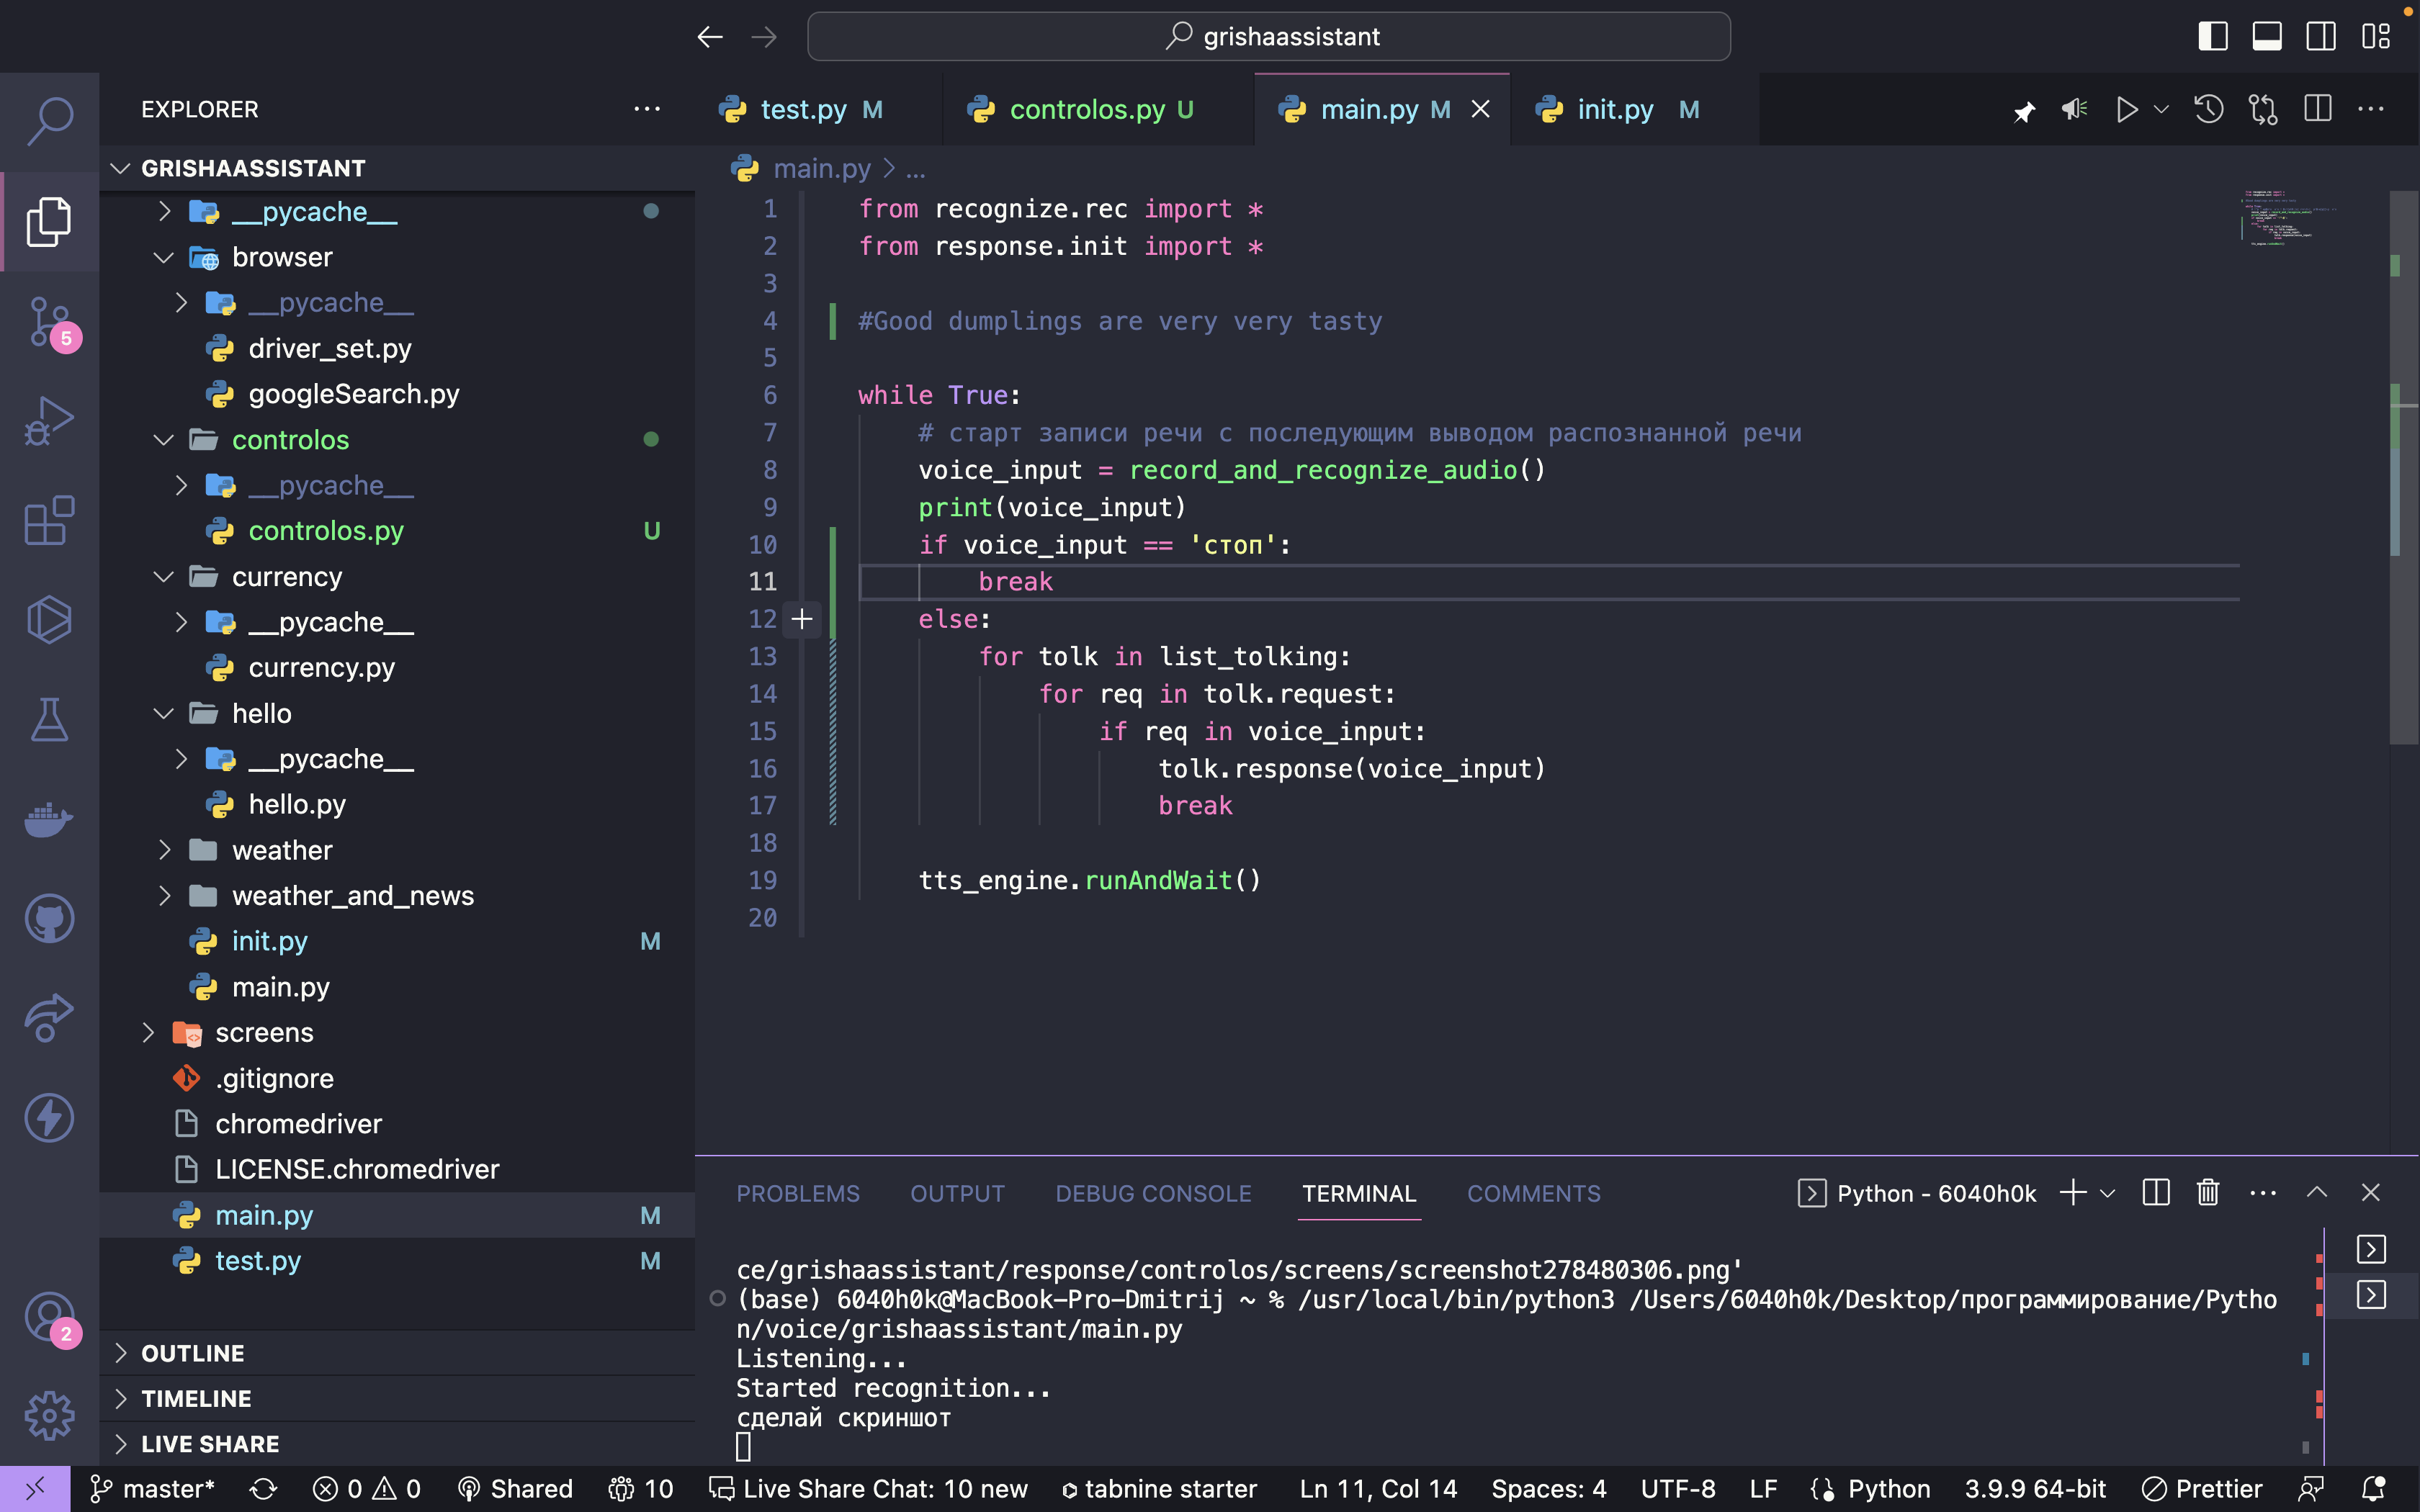 grishaassistant
EXPLORER
test.py M
controlos.py U
main.py M
init.py M
GRISHAASSISTANT
__pycache__
browser
__pycache__
driver_set.py
googleSearch.py
controlos
__pycache__
controlos.py U
currency
__pycache__
currency.py
hello
__pycache__
hello.py
weather
weather_and_news
init.py M
main.py
screens
.gitignore
chromedriver
LICENSE.chromedriver
main.py M
test.py M
OUTLINE
TIMELINE
LIVE SHARE
5
2
main.py > ...
1 from recognize.rec import *
2 from response.init import *
3
4 #Good dumplings are very very tasty
5
6 while True:
7 # старт записи речи с последующим выводом распознанной речи
8 voice_input = record_and_recognize_audio()
9 print(voice_input)
10 if voice_input == 'стоп':
11 break
12 else:
13 for tolk in list_tolking:
14 for req in tolk.request:
15 if req in voice_input:
16 tolk.response(voice_input)
17 break
18
19 tts_engine.runAndWait()
20
PROBLEMS OUTPUT DEBUG CONSOLE TERMINAL COMMENTS Python - 6040h0k
ce/grishaassistant/response/controlos/screens/screenshot278480306.png'
(base) 6040h0k@MacBook-Pro-Dmitrij ~ % /usr/local/bin/python3 /Users/6040h0k/Desktop/программирование/Pytho
n/voice/grishaassistant/main.py
Listening...
Started recognition...
сделай скриншот
master* 0 0 Shared 10 Live Share Chat: 10 new tabnine starter Ln 11, Col 14 Spaces: 4 UTF-8 LF Python 3.9.9 64-bit Prettier